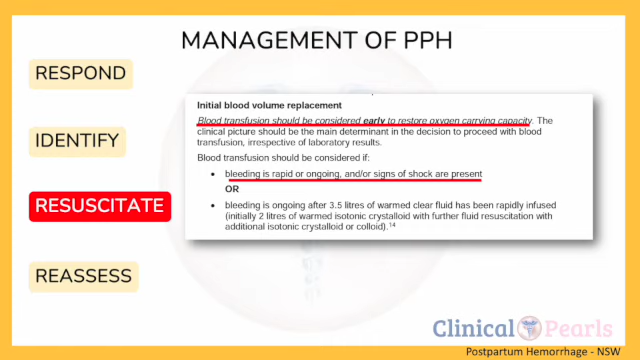 MANAGEMENT OF PPH
RESPOND
IDENTIFY
RESUSCITATE
REASSESS
Initial blood volume replacement
Blood transfusion should be considered early to restore oxygen carrying capacity. The
clinical picture should be the main determinant in the decision to proceed with blood
transfusion, irrespective of laboratory results.
Blood transfusion should be considered if:
• bleeding is rapid or ongoing, and/or signs of shock are present
OR
• bleeding is ongoing after 3.5 litres of warmed clear fluid has been rapidly infused
(initially 2 litres of warmed isotonic crystalloid with further fluid resuscitation with
additional isotonic crystalloid or colloid).14
Clinical Pearls
Postpartum Hemorrhage - NSW